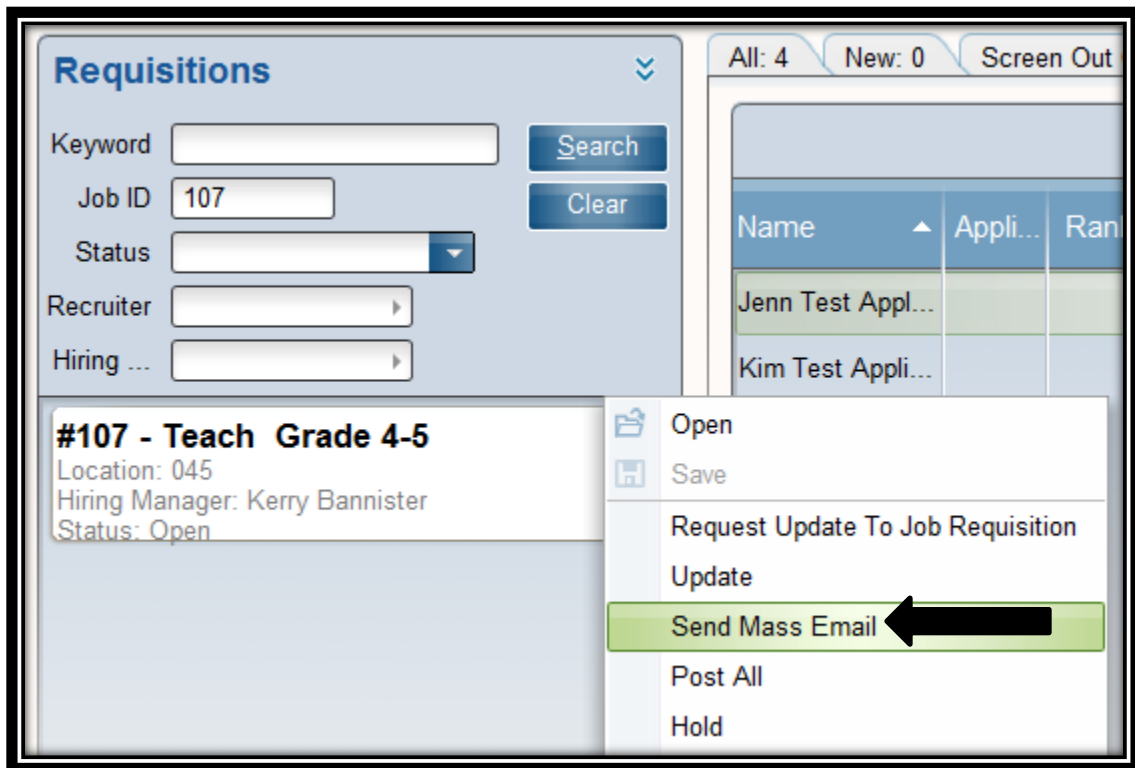 Requisitions
Keyword
Search
Job ID 107
Clear
Status
Recruiter
Hiring ...
#107 - Teach Grade 4-5
Location: 045
Hiring Manager: Kerry Bannister
Status: Open
All: 4 New: 0 Screen Out
Name Appli... Ran
Jenn Test Appl...
Kim Test Appli...
Open
Save
Request Update To Job Requisition
Update
Send Mass Email
Post All
Hold